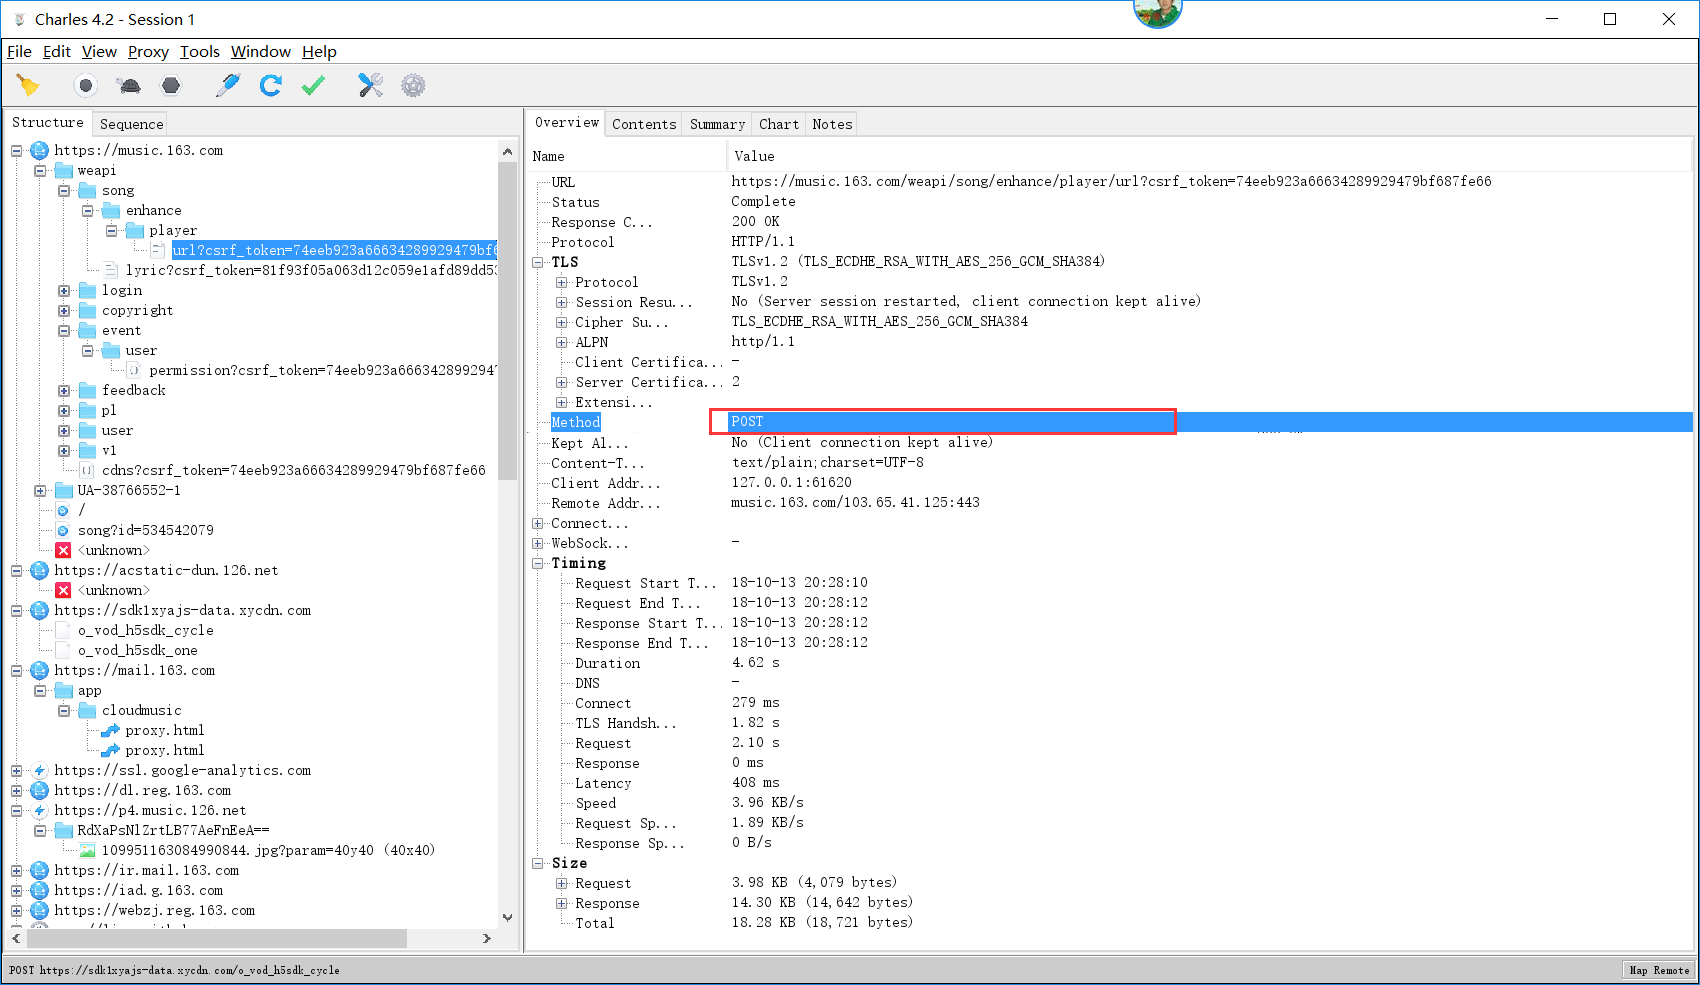 Charles 4.2 - Session 1
File Edit View Proxy Tools Window Help
Structure Sequence
https://music.163.com
weapi
song
enhance
player
url?csrf_token=74eeb923a66634289929479bf6
lyric?csrf_token=81f93f05a063d12c059e1afd89dd53
login
copyright
event
user
permission?csrf_token=74eeb923a66634289929479
feedback
pl
user
v1
cdns?csrf_token=74eeb923a66634289929479bf687fe66
UA-38766552-1
/
song?id=534542079
<unknown>
https://acstatic-dun.126.net
<unknown>
https://sdk1xyajs-data.xycdn.com
o_vod_h5sdk_cycle
o_vod_h5sdk_one
https://mail.163.com
app
cloudmusic
proxy.html
proxy.html
https://ssl.google-analytics.com
https://dl.reg.163.com
https://p4.music.126.net
RdXaPsNlZrtLB77AeFnEeA==
109951163084990844.jpg?param=40y40 (40x40)
https://ir.mail.163.com
https://iad.g.163.com
https://webzj.reg.163.com
Overview Contents Summary Chart Notes
Name Value
URL https://music.163.com/weapi/song/enhance/player/url?csrf_token=74eeb923a66634289929479bf687fe66
Status Complete
Response C... 200 OK
Protocol HTTP/1.1
TLS TLSv1.2 (TLS_ECDHE_RSA_WITH_AES_256_GCM_SHA384)
Protocol TLSv1.2
Session Resu... No (Server session restarted, client connection kept alive)
Cipher Su... TLS_ECDHE_RSA_WITH_AES_256_GCM_SHA384
ALPN http/1.1
Client Certifica... -
Server Certifica... 2
Extensi...
Method POST
Kept Al... No (Client connection kept alive)
Content-T... text/plain;charset=UTF-8
Client Addr... 127.0.0.1:61620
Remote Addr... music.163.com/103.65.41.125:443
Connect...
WebSock... -
Timing
Request Start T... 18-10-13 20:28:10
Request End T... 18-10-13 20:28:12
Response Start T... 18-10-13 20:28:12
Response End T... 18-10-13 20:28:12
Duration 4.62 s
DNS -
Connect 279 ms
TLS Handsh... 1.82 s
Request 2.10 s
Response 0 ms
Latency 408 ms
Speed 3.96 KB/s
Request Sp... 1.89 KB/s
Response Sp... 0 B/s
Size
Request 3.98 KB (4,079 bytes)
Response 14.30 KB (14,642 bytes)
Total 18.28 KB (18,721 bytes)
POST https://sdk1xyajs-data.xycdn.com/o_vod_h5sdk_cycle
Map Remote